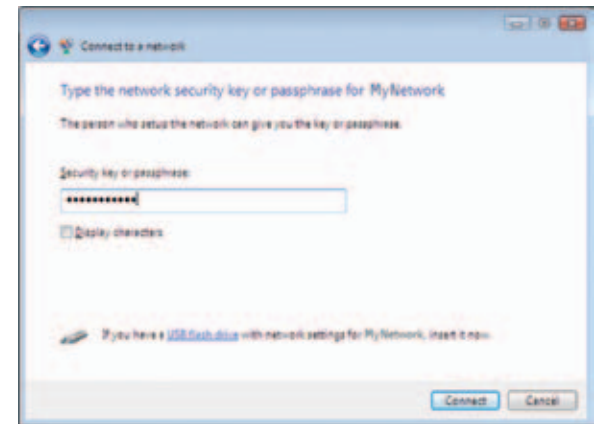 Connect to a network
Type the network security key or passphrase for MyNetwork
The person who setup the network can give you the key or passphrase.
Security key or passphrase:
•••••••••••
Display characters
If you have a USB flash drive with network settings for MyNetwork, insert it now.
Connect Cancel